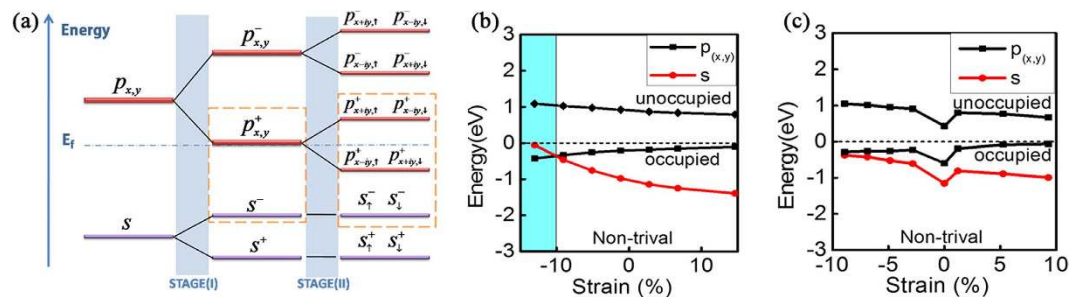 (a)
Energy
E_f
p_{x,y}
s
p^-_{x,y}
p^+_{x,y}
s^-
s^+
p^-_{x+iy,↑} p^-_{x-iy,↓}
p^-_{x-iy,↑} p^-_{x+iy,↓}
p^+_{x+iy,↑} p^+_{x-iy,↓}
p^+_{x-iy,↑} p^+_{x+iy,↓}
s^-_↑ s^-_↓
s^+_↑ s^+_↓
STAGE(I)
STAGE(II)
(b)
p_(x,y)
s
unoccupied
occupied
Non-trival
Energy(eV)
3
2
1
0
-1
-2
-3
-10 0 10
Strain (%)
(c)
p_(x,y)
s
unoccupied
occupied
Non-trival
Energy(eV)
3
2
1
0
-1
-2
-3
-10 -5 0 5 10
Strain (%)